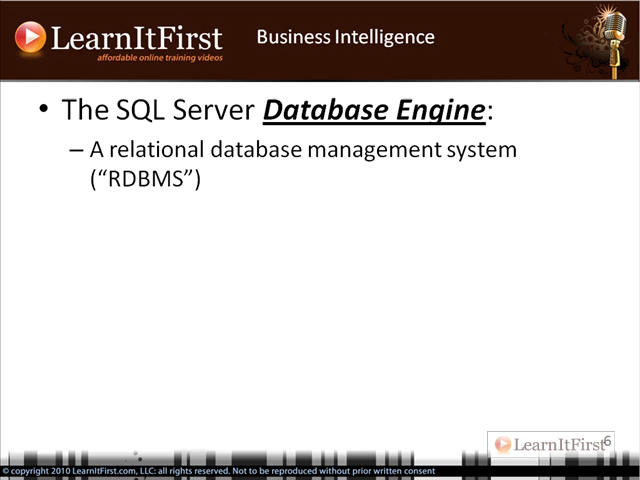 LearnItFirst
affordable online training videos
Business Intelligence
• The SQL Server Database Engine:
– A relational database management system
(“RDBMS”)
LearnItFirst
6
© copyright 2010 LearnItFirst.com, LLC: all rights reserved. Not to be reproduced without prior written consent